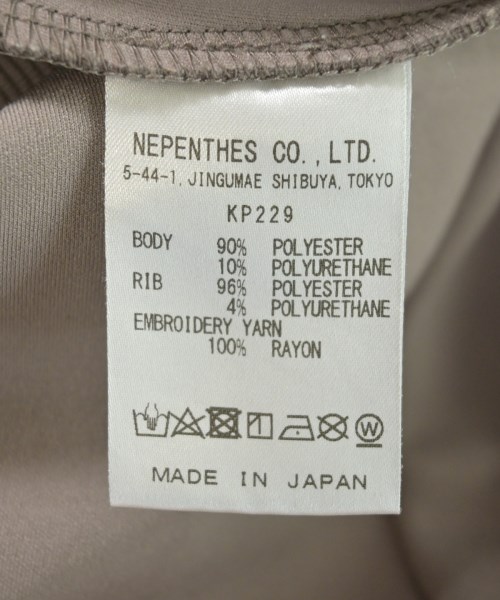 NEPENTHES CO., LTD.
5-44-1, JINGUMAE SHIBUYA, TOKYO
KP229
BODY 90% POLYESTER
10% POLYURETHANE
RIB 96% POLYESTER
4% POLYURETHANE
EMBROIDERY YARN
100% RAYON
W
MADE IN JAPAN